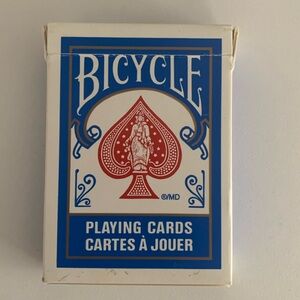 BICYCLE
®/MD
PLAYING CARDS
CARTES À JOUER